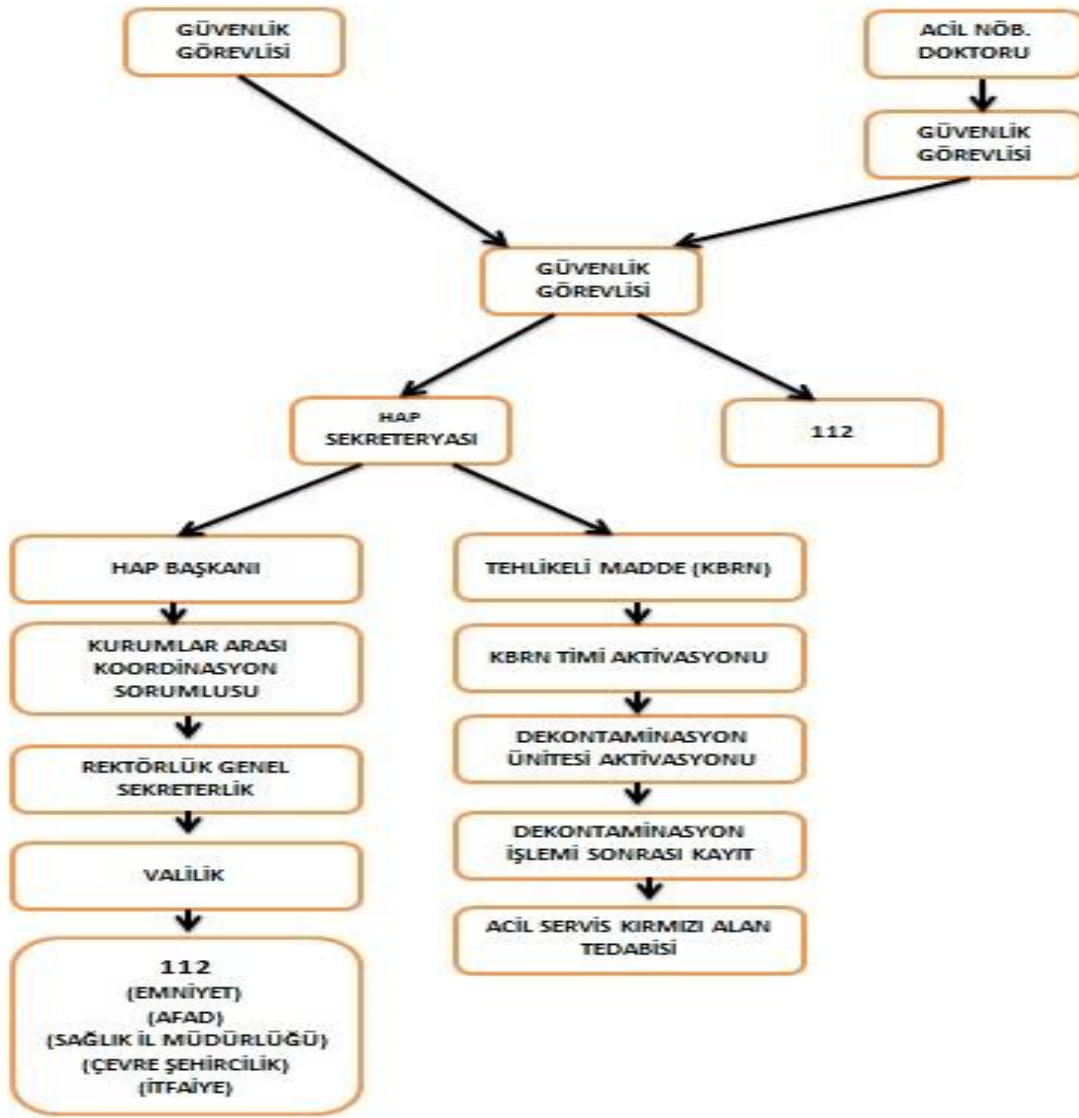 GÜVENLİK
GÖREVLİSİ
ACİL NÖB.
DOKTORU
GÜVENLİK
GÖREVLİSİ
GÜVENLİK
GÖREVLİSİ
HAP
SEKRETERYASI
112
HAP BAŞKANI
KURUMLAR ARASI
KOORDİNASYON
SORUMLUSU
REKTÖRLÜK GENEL
SEKRETERLİK
VALİLİK
112
(EMNİYET)
(AFAD)
(SAĞLIK İL MÜDÜRLÜĞÜ)
(ÇEVRE ŞEHİRCİLİK)
(İTFAİYE)
TEHLİKELİ MADDE (KBRN)
KBRN TİMİ AKTİVASYONU
DEKONTAMİNASYON
ÜNİTESİ AKTİVASYONU
DEKONTAMİNASYON
İŞLEMİ SONRASI KAYIT
ACİL SERVİS KIRMIZI ALAN
TEDABİSİ